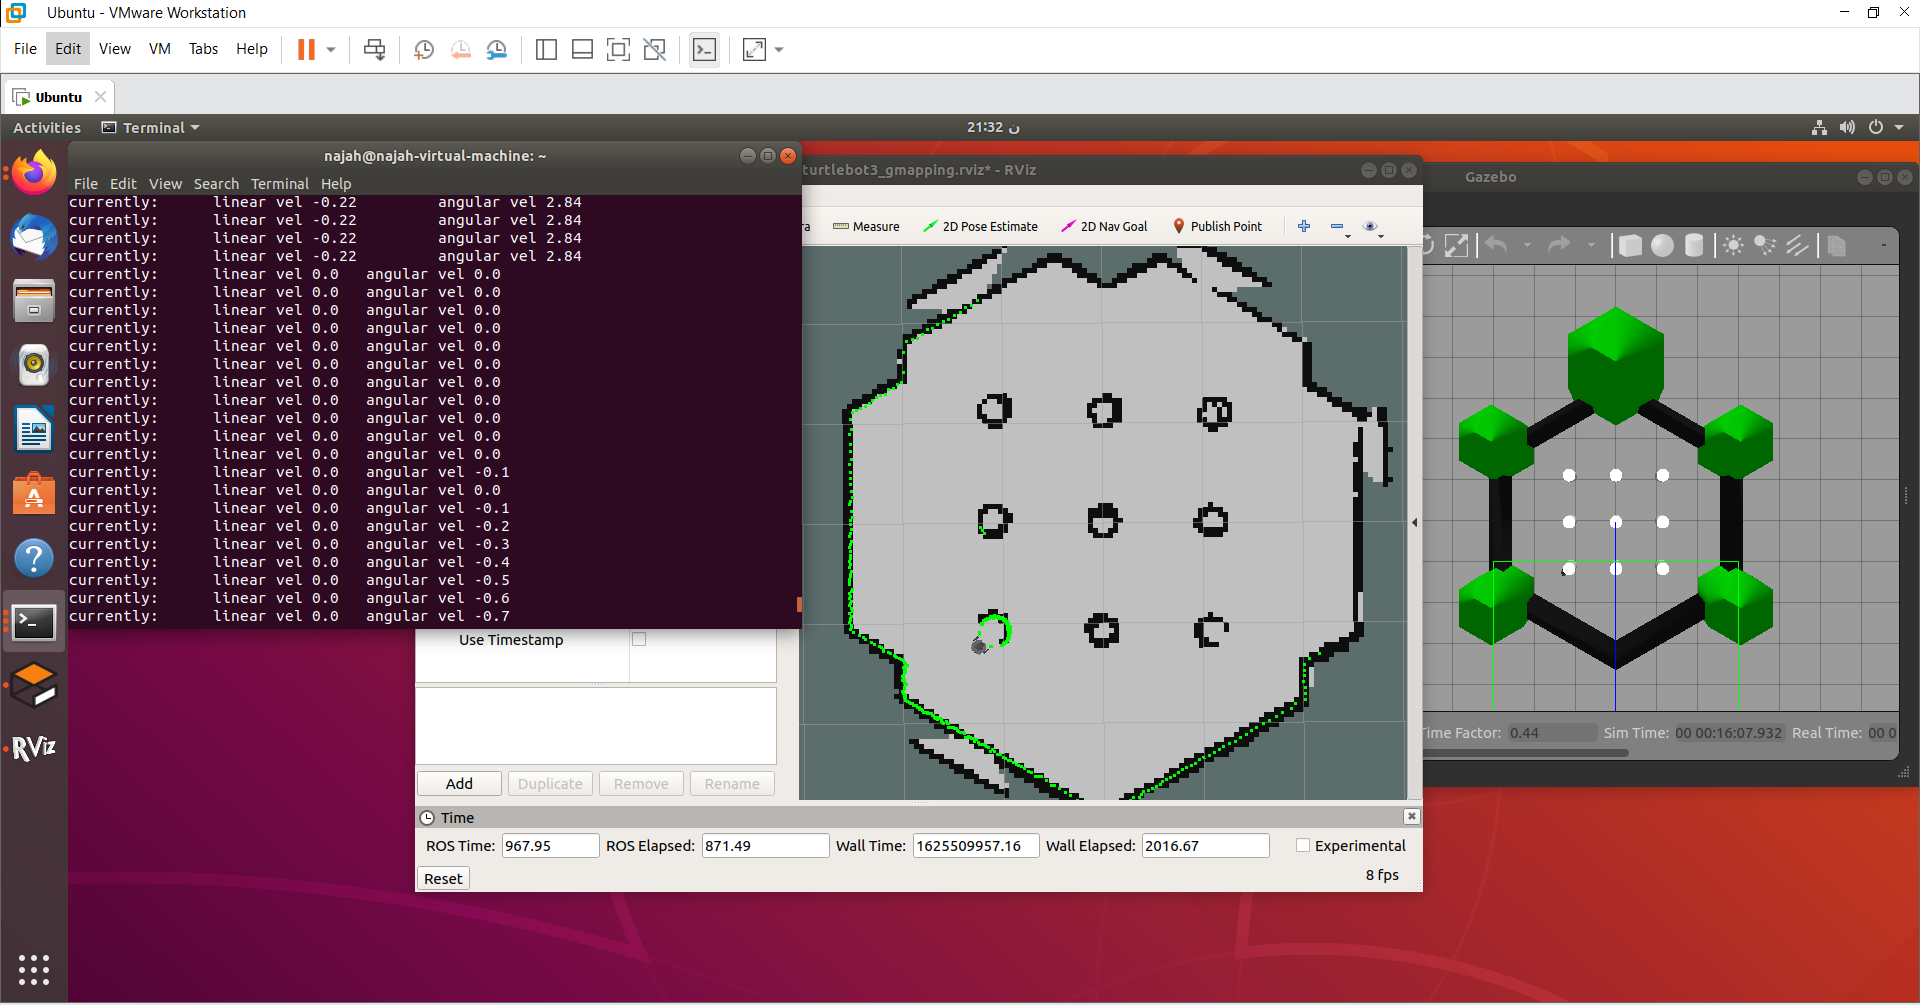 Ubuntu - VMware Workstation
File Edit View VM Tabs Help
Ubuntu
Activities Terminal 21:32 ن
najah@najah-virtual-machine: ~
File Edit View Search Terminal Help
currently: linear vel -0.22 angular vel 2.84
currently: linear vel -0.22 angular vel 2.84
currently: linear vel -0.22 angular vel 2.84
currently: linear vel -0.22 angular vel 2.84
currently: linear vel 0.0 angular vel 0.0
currently: linear vel 0.0 angular vel 0.0
currently: linear vel 0.0 angular vel 0.0
currently: linear vel 0.0 angular vel 0.0
currently: linear vel 0.0 angular vel 0.0
currently: linear vel 0.0 angular vel 0.0
currently: linear vel 0.0 angular vel 0.0
currently: linear vel 0.0 angular vel 0.0
currently: linear vel 0.0 angular vel 0.0
currently: linear vel 0.0 angular vel 0.0
currently: linear vel 0.0 angular vel 0.0
currently: linear vel 0.0 angular vel -0.1
currently: linear vel 0.0 angular vel 0.0
currently: linear vel 0.0 angular vel -0.1
currently: linear vel 0.0 angular vel -0.2
currently: linear vel 0.0 angular vel -0.3
currently: linear vel 0.0 angular vel -0.4
currently: linear vel 0.0 angular vel -0.5
currently: linear vel 0.0 angular vel -0.6
currently: linear vel 0.0 angular vel -0.7
turtlebot3_gmapping.rviz* - RViz
ra Measure 2D Pose Estimate 2D Nav Goal Publish Point
Use Timestamp
Add Duplicate Remove Rename
Time
ROS Time: 967.95 ROS Elapsed: 871.49 Wall Time: 1625509957.16 Wall Elapsed: 2016.67 Experimental
Reset 8 fps
Gazebo
Time Factor: 0.44 Sim Time: 00 00:16:07.932 Real Time: 00 0
RViz